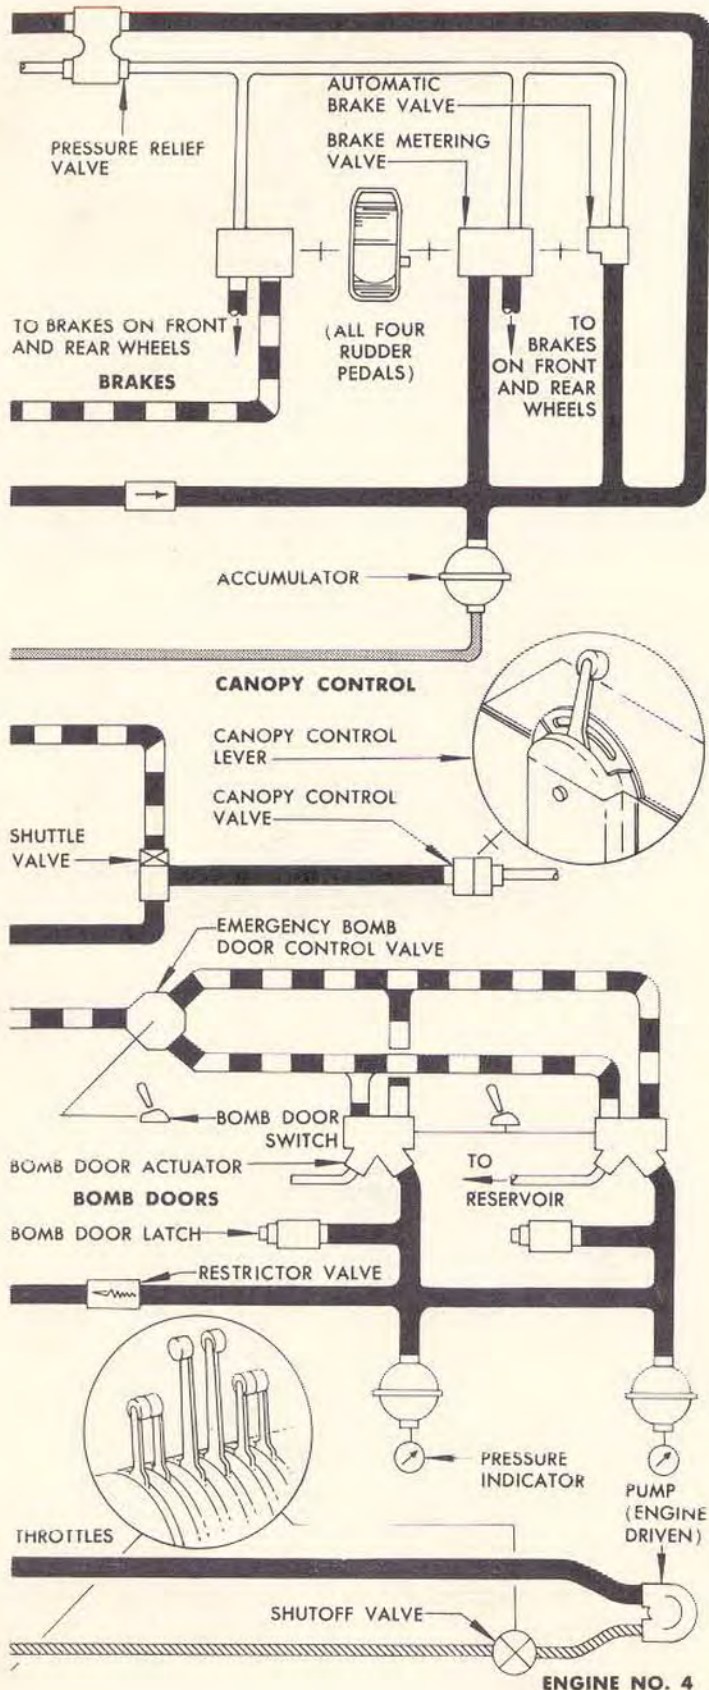 AUTOMATIC
BRAKE VALVE
PRESSURE RELIEF
VALVE
BRAKE METERING
VALVE
TO BRAKES ON FRONT
AND REAR WHEELS
BRAKES
(ALL FOUR
RUDDER
PEDALS)
TO
BRAKES
ON FRONT
AND REAR
WHEELS
ACCUMULATOR
CANOPY CONTROL
CANOPY CONTROL
LEVER
CANOPY CONTROL
VALVE
SHUTTLE
VALVE
EMERGENCY BOMB
DOOR CONTROL VALVE
BOMB DOOR
SWITCH
BOMB DOOR ACTUATOR
TO
RESERVOIR
BOMB DOORS
BOMB DOOR LATCH
RESTRICTOR VALVE
PRESSURE
INDICATOR
PUMP
(ENGINE
DRIVEN)
THROTTLES
SHUTOFF VALVE
ENGINE NO. 4